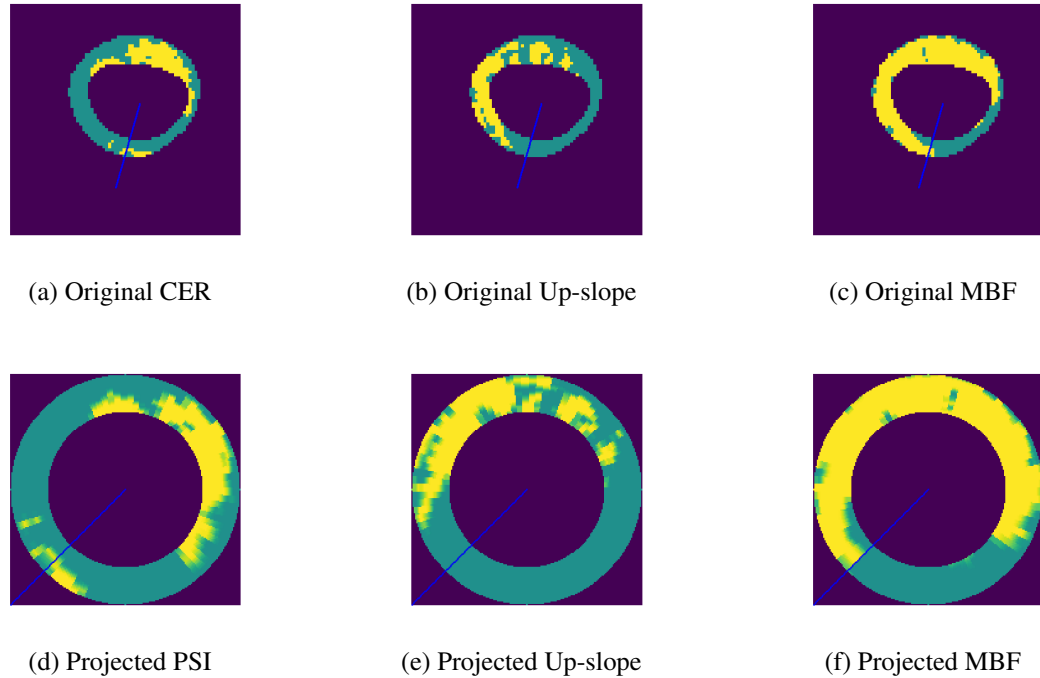 (a) Original CER
(b) Original Up-slope
(c) Original MBF
(d) Projected PSI
(e) Projected Up-slope
(f) Projected MBF